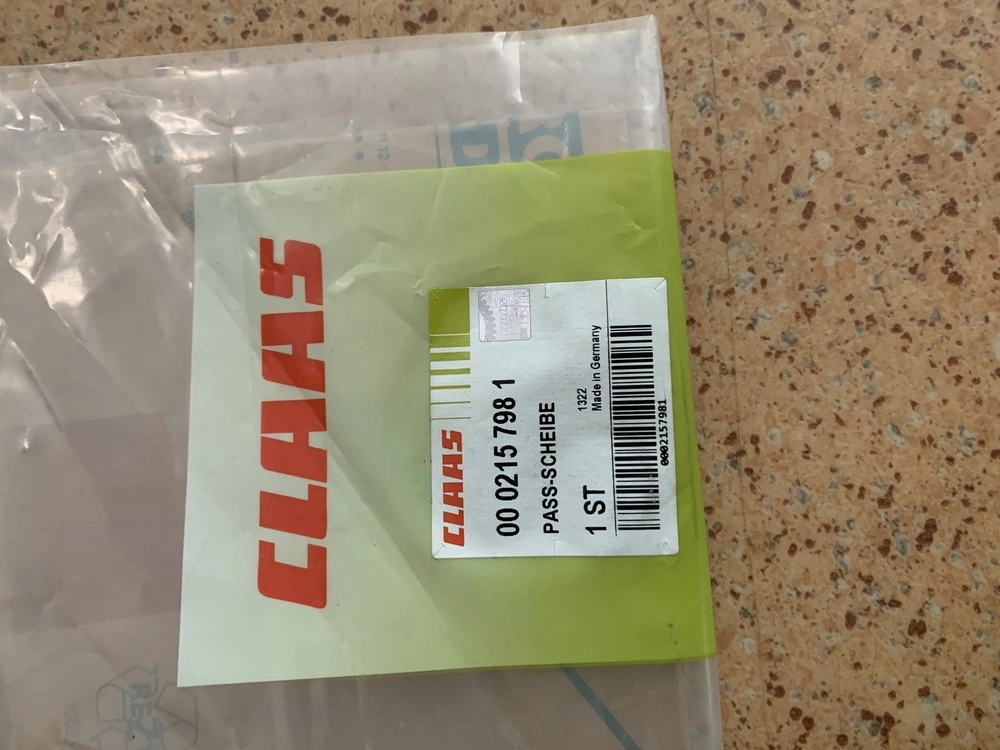 CLAAS
CLAAS
00 0215 798 1
PASS-SCHEIBE
1322
1 ST
Made in Germany
0002157981